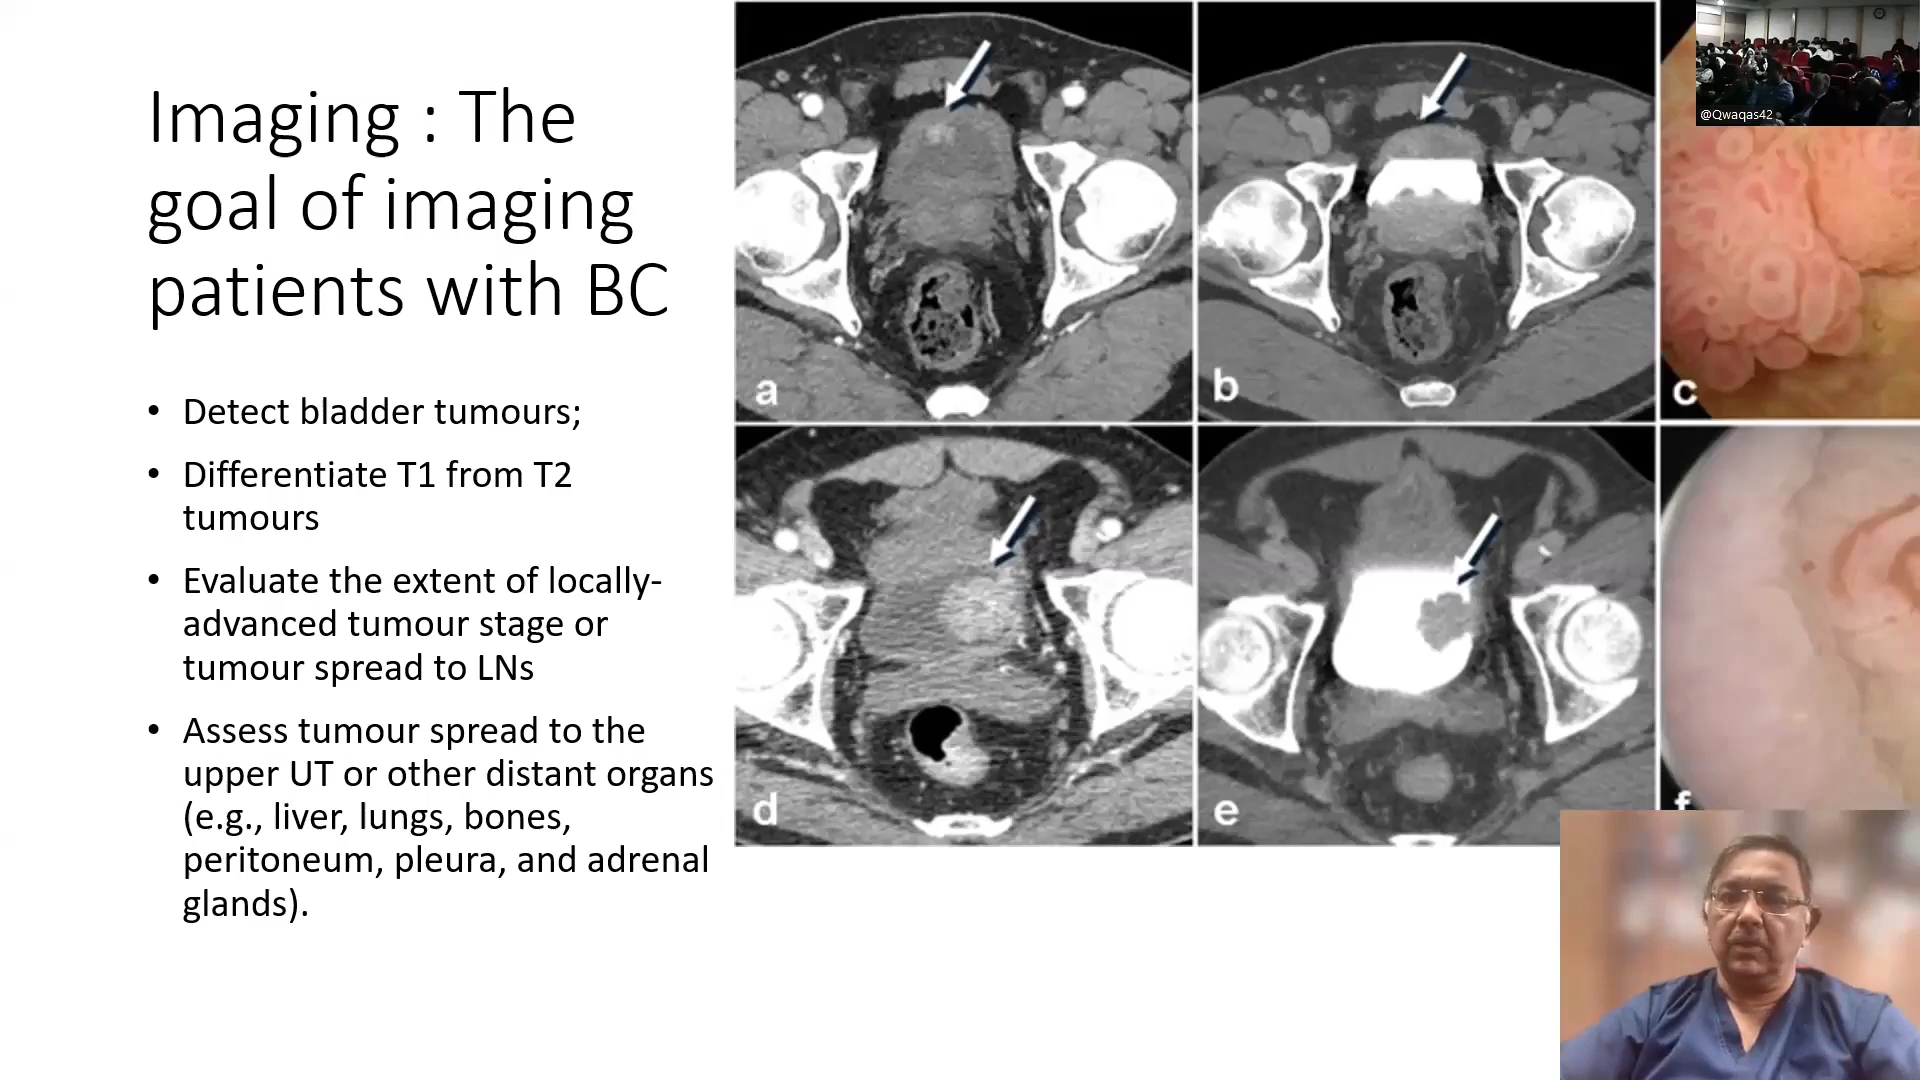 Imaging : The
goal of imaging
patients with BC
• Detect bladder tumours;
• Differentiate T1 from T2
tumours
• Evaluate the extent of locally-
advanced tumour stage or
tumour spread to LNs
• Assess tumour spread to the
upper UT or other distant organs
(e.g., liver, lungs, bones,
peritoneum, pleura, and adrenal
glands).
a
b
c
d
e
f
@Qwaqas42